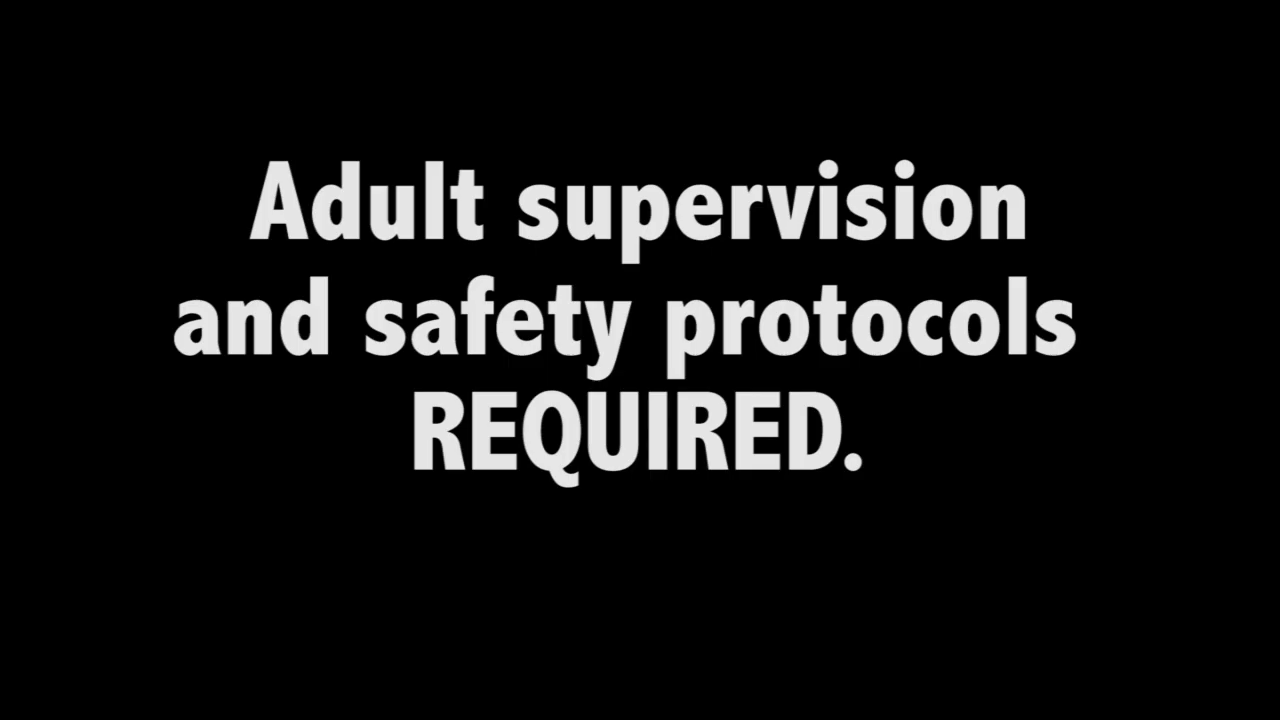 Adult supervision
and safety protocols
REQUIRED.